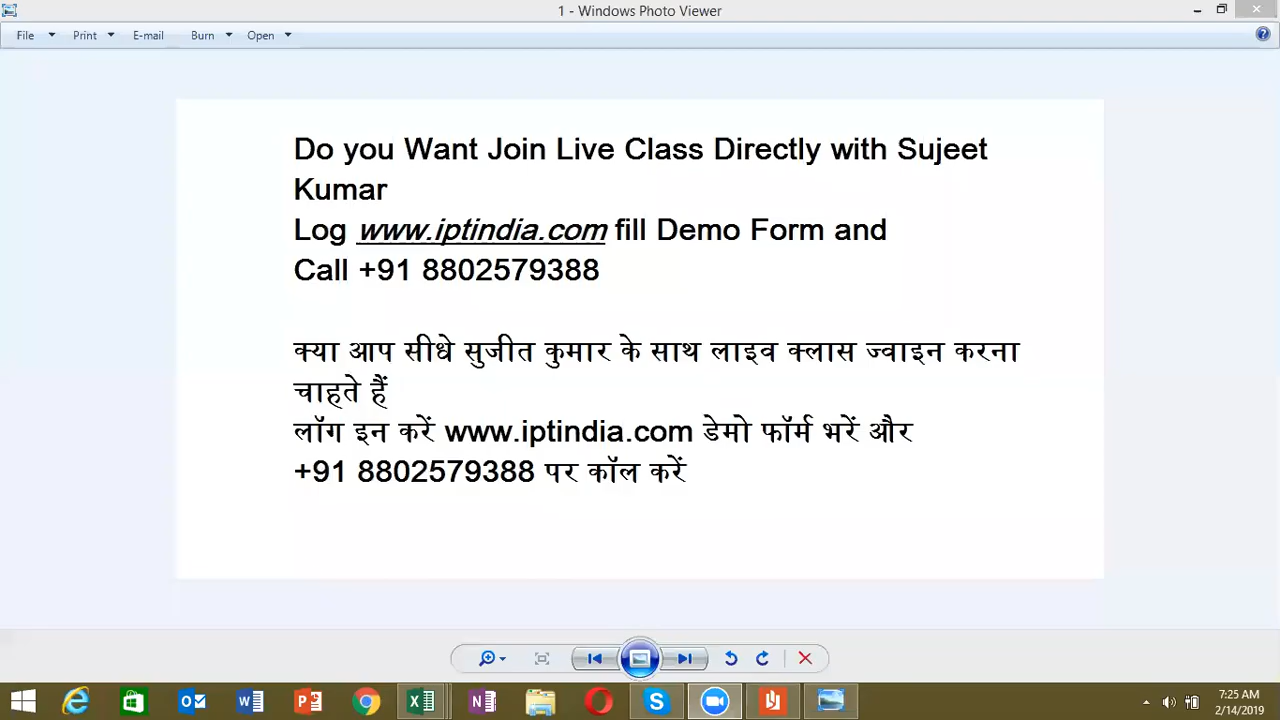 1 - Windows Photo Viewer
File Print E-mail Burn Open
Do you Want Join Live Class Directly with Sujeet
Kumar
Log www.iptindia.com fill Demo Form and
Call +91 8802579388
क्या आप सीधे सुजीत कुमार के साथ लाइव क्लास ज्वाइन करना
चाहते हैं
लॉग इन करें www.iptindia.com डेमो फॉर्म भरें और
+91 8802579388 पर कॉल करें
7:25 AM
2/14/2019